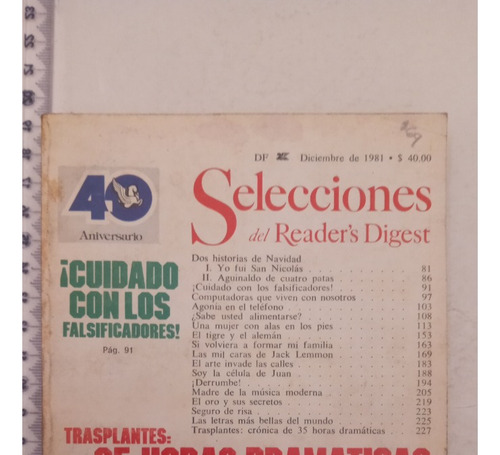 DF Diciembre de 1981 • $ 40.00
40
Aniversario
Selecciones
del Reader's Digest
¡CUIDADO
CON LOS
FALSIFICADORES!
Pág. 91
Dos historias de Navidad
I. Yo fui San Nicolás 81
II. Aguinaldo de cuatro patas 86
¡Cuidado con los falsificadores! 91
Computadoras que viven con nosotros 97
Agonía en el teléfono 103
¿Sabe usted alimentarse? 108
Una mujer con alas en los pies 113
El tigre y el alemán 153
Si volviera a formar mi familia 163
Las mil caras de Jack Lemmon 169
El arte invade las calles 183
Soy la célula de Juan 188
¡Derrumbe! 194
Madre de la música moderna 205
El oro y sus secretos 219
Seguro de risa 223
Las letras más bellas del mundo 225
Trasplantes: crónica de 35 horas dramáticas 227
TRASPLANTES:
35 HORAS DRAMATICAS